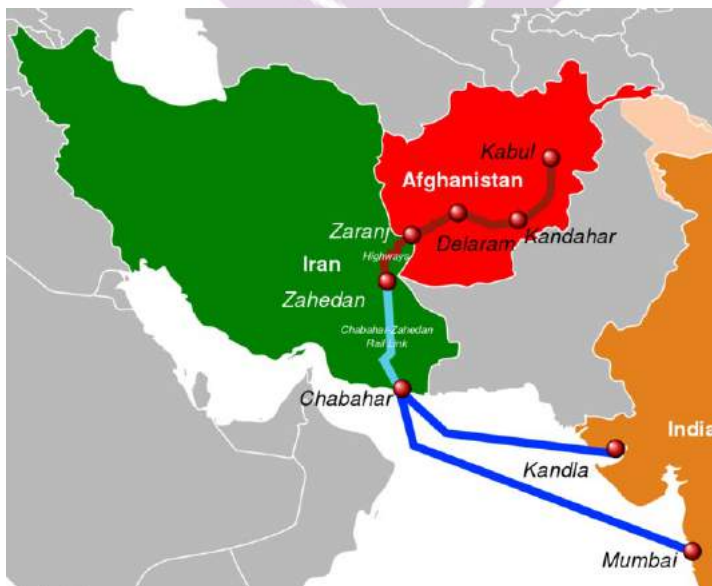 Kabul
Afghanistan
Zaranj
Delaram
Kandahar
Highways
Iran
Zahedan
Chabahar-Zahedan
Rail Link
Chabahar
India
Kandla
Mumbai